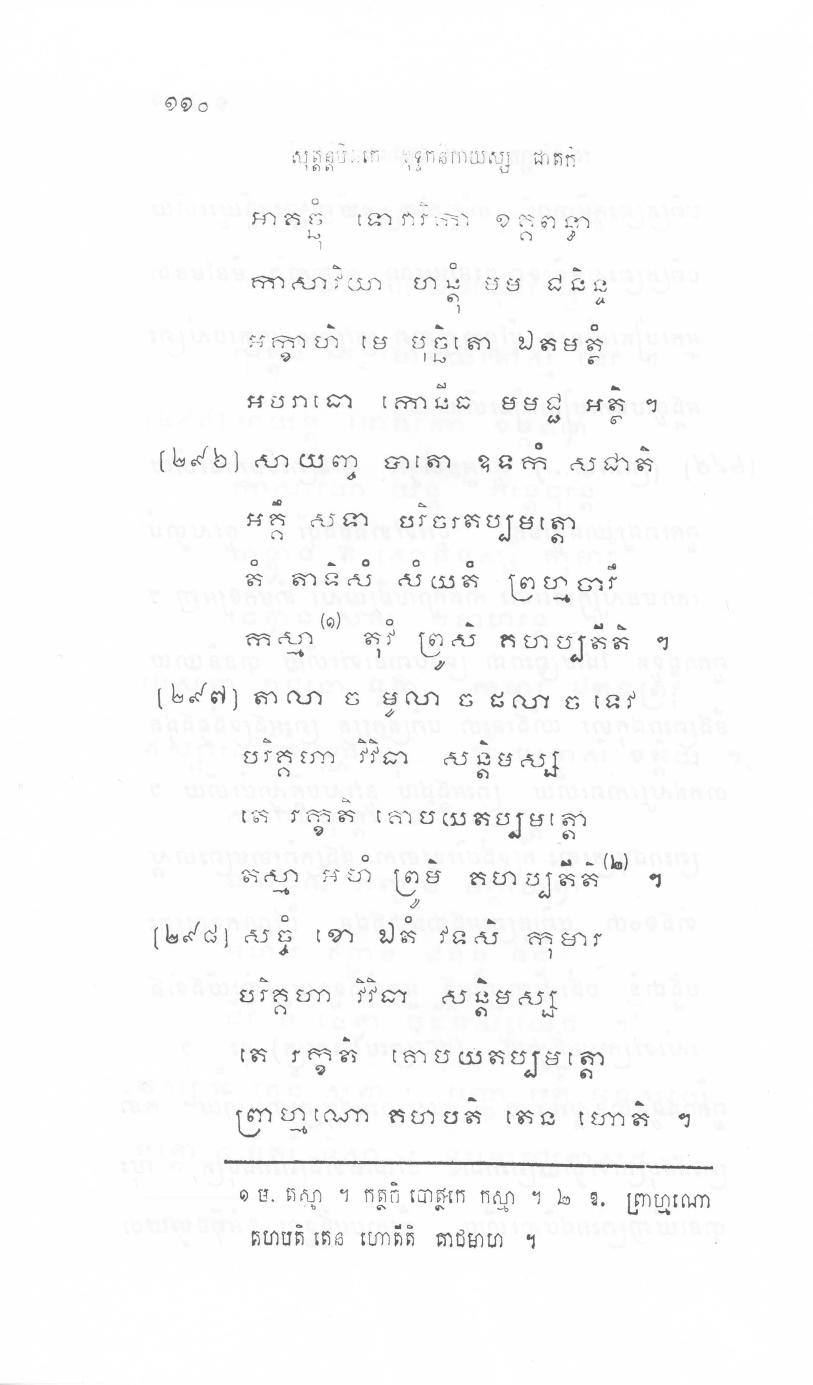 ១១០
សុត្តន្តបិ.កេ ខុទ្ទកនិកាយស្ស ជាតកំ
អាគច្ឆុំ ទោវារិកា ខគ្គពន្ធា
កាសាវិយា ហន្តុំ មម ជនិន្ទ
អក្ខាហិ មេ បុច្ឆិតោ ឯតមត្ថំ
អបរាធោ កោនីធ មមជ្ជ អត្ថិ ។
(២៩៦) សាយញ្ច បាតោ ឧទកំ សជាតិ
អគ្គឹ សទា បរិចរតប្បមត្តោ
តំ តាទិសំ សំយតំ ព្រហ្មចារឹ
កស្មា (១) តុវំ ព្រូសិ គហប្បតីតិ ។
(២៩៧) តាលា ច មូលា ច ផលា ច ទេវ
បរិគ្គហា វិវិធា សន្តិមស្ស
តេ រក្ខតិ គោបយតប្បមត្តោ
តស្មា អហំ ព្រូមិ គហប្បតីតិ (២) ។
(២៩៨) សច្ចំ ខោ ឯតំ វទសិ កុមារ
បរិគ្គហា វិវិធា សន្តិមស្ស
តេ រក្ខតិ គោបយតប្បមត្តោ
ព្រាហ្មណោ គហបតិ តេន ហោតិ ។
១ ម. តស្មា ។ កត្ថចិ បោត្ថកេ កស្មា ។ ២ ឧ. ព្រាហ្មណោ
គហបតិ តេន ហោតីតិ គាថមាហ ។